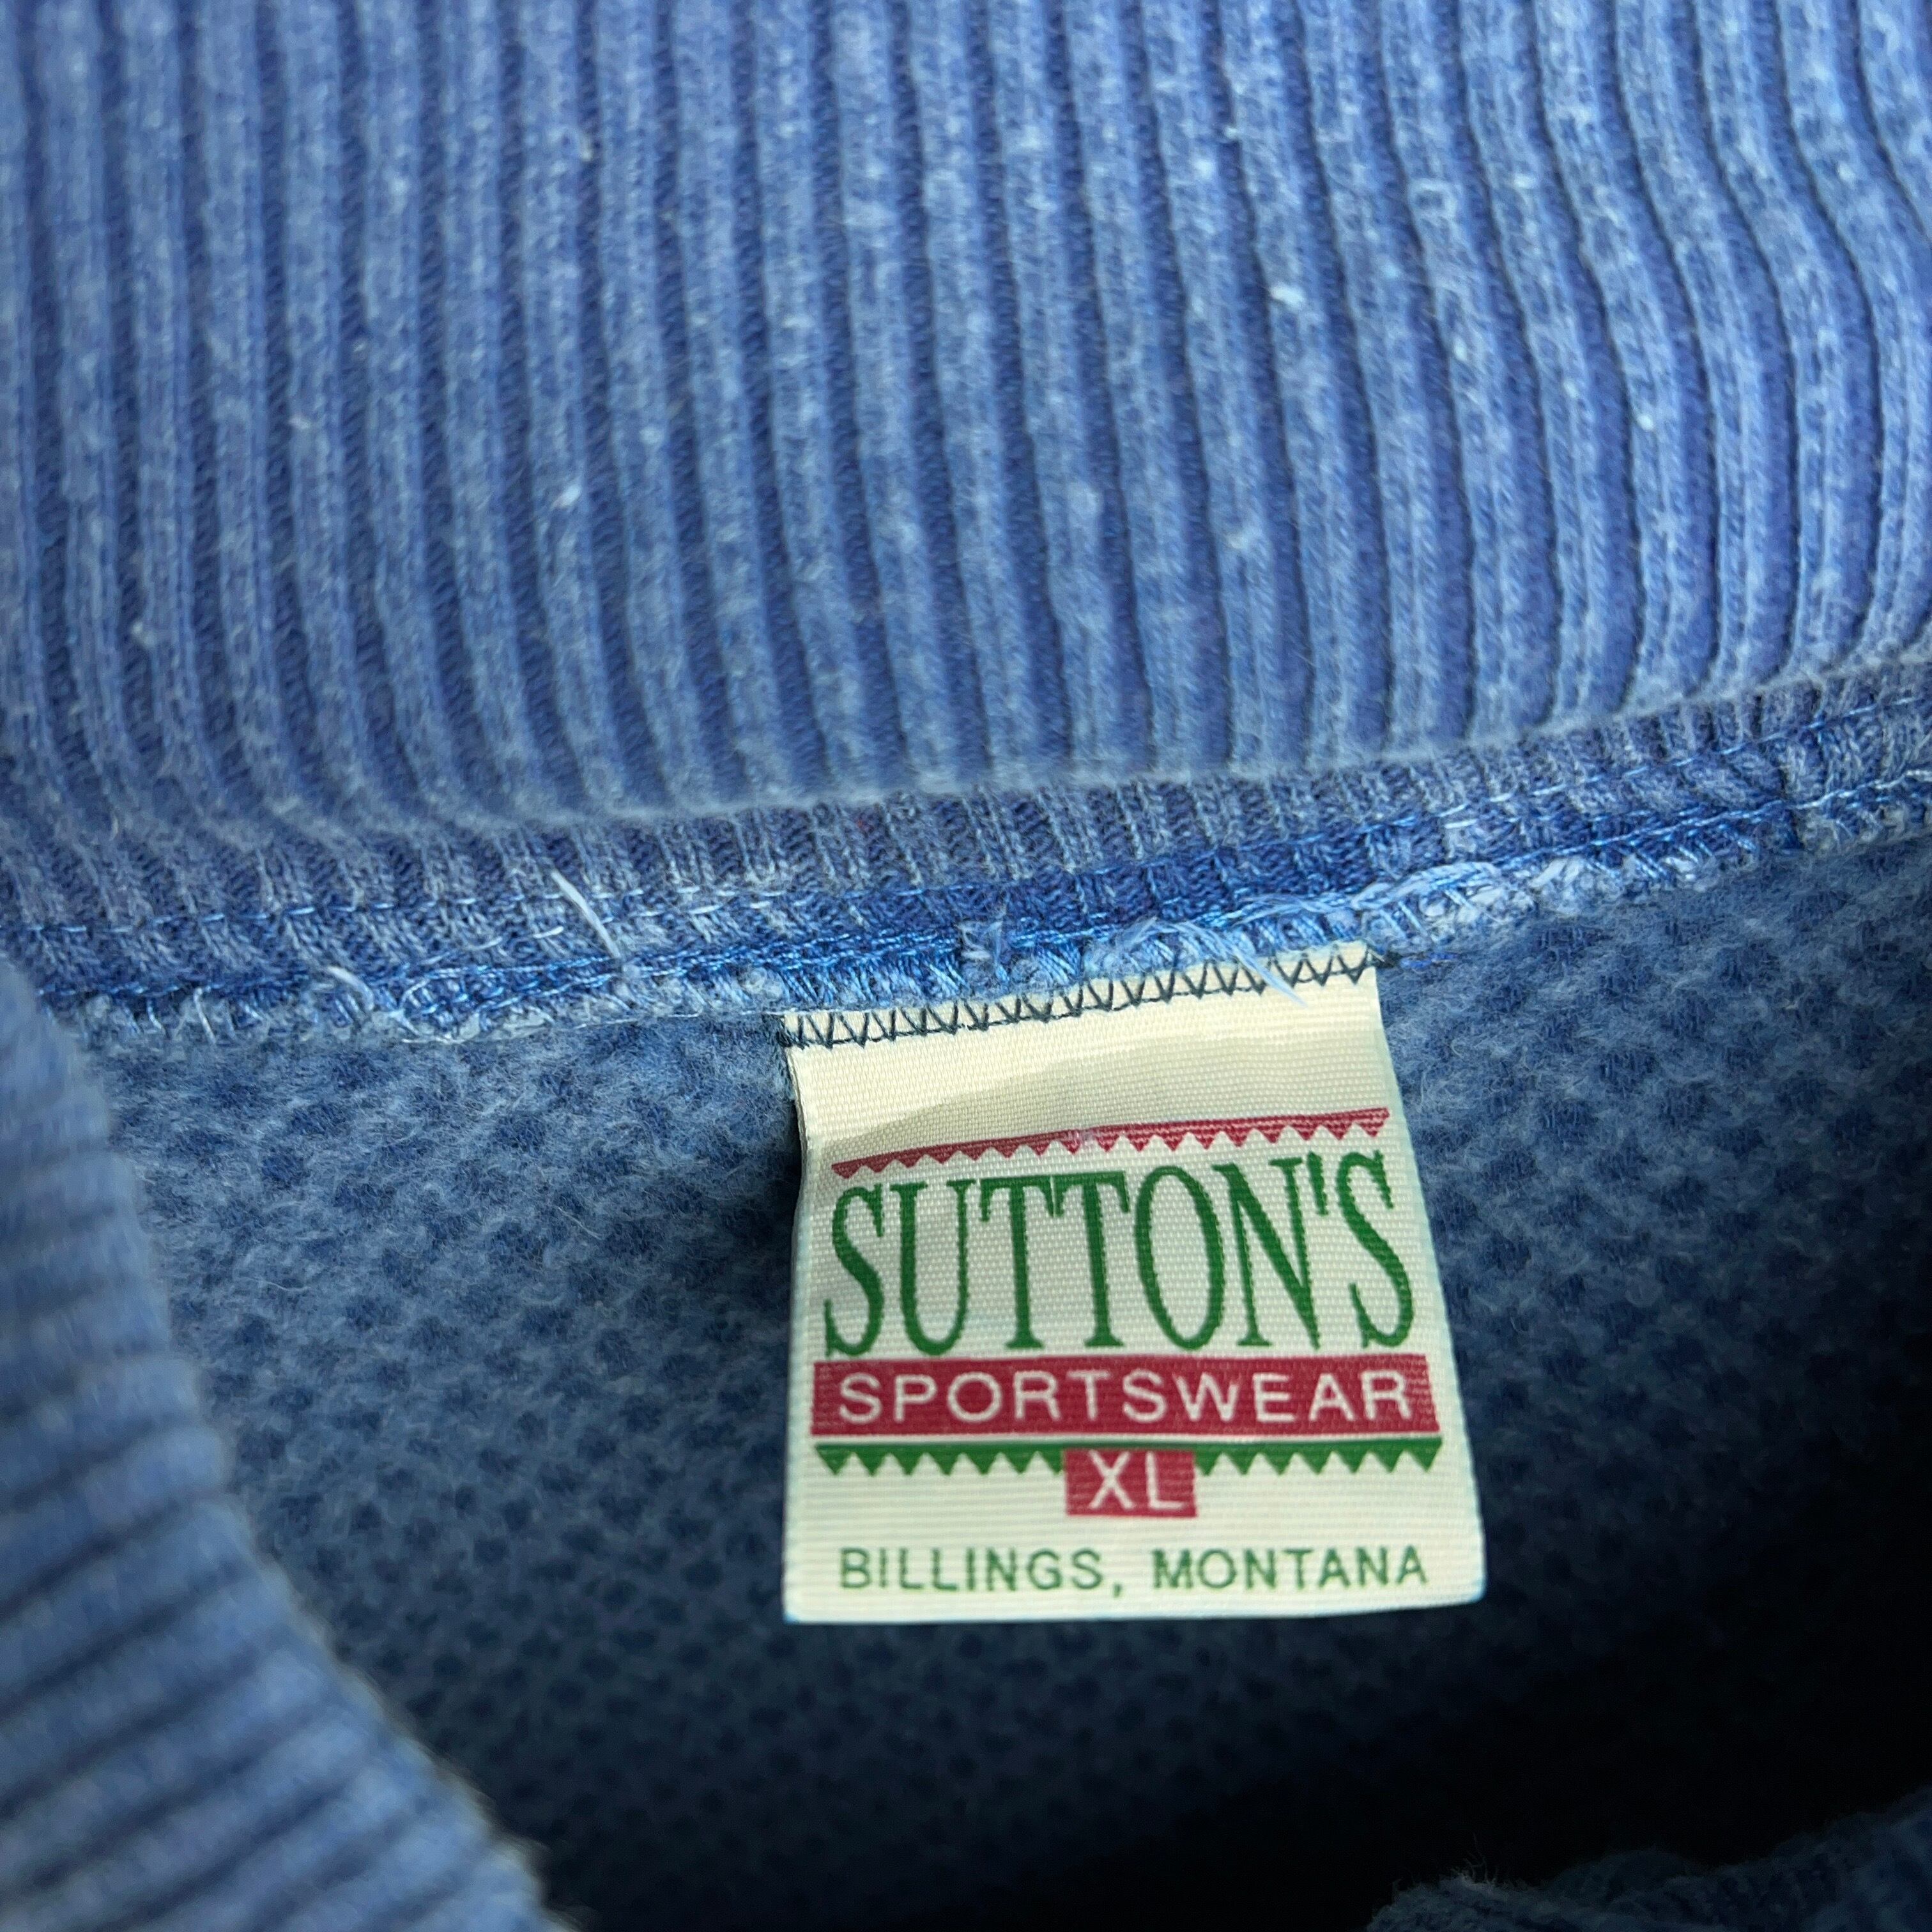 SUTTON'S
SPORTSWEAR
XL
BILLINGS, MONTANA